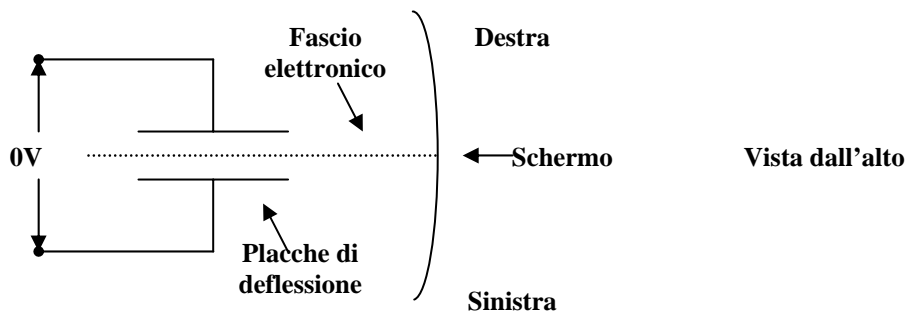 Fascio
elettronico
Destra
0V
Schermo
Vista dall'alto
Placche di
deflessione
Sinistra